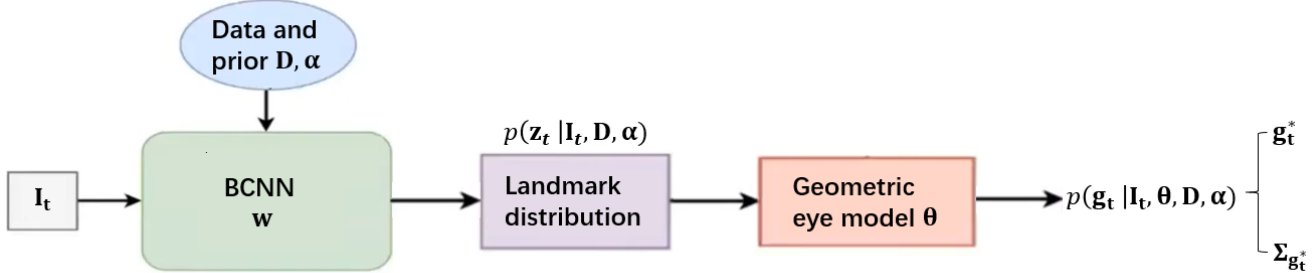 Data and
prior D, α
I_t
BCNN
w
p(z_t |I_t, D, α)
Landmark
distribution
Geometric
eye model θ
p(g_t |I_t, θ, D, α)
g_t^*
Σ_{g_t^*}